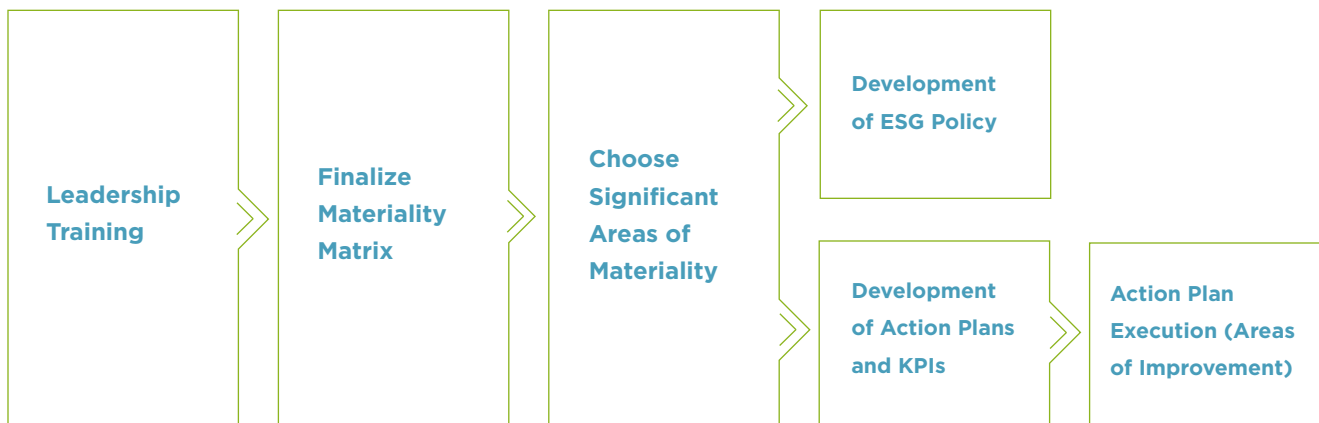 Leadership
Training
Finalize
Materiality
Matrix
Choose
Significant
Areas of
Materiality
Development
of ESG Policy
Development
of Action Plans
and KPIs
Action Plan
Execution (Areas
of Improvement)